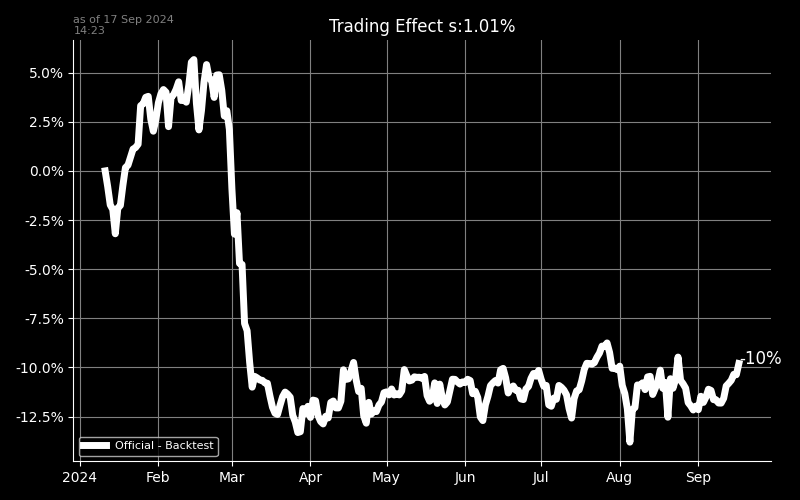 as of 17 Sep 2024
14:23
Trading Effect s:1.01%
5.0%
2.5%
0.0%
-2.5%
-5.0%
-7.5%
-10.0%
-12.5%
-10%
Official - Backtest
2024 Feb Mar Apr May Jun Jul Aug Sep